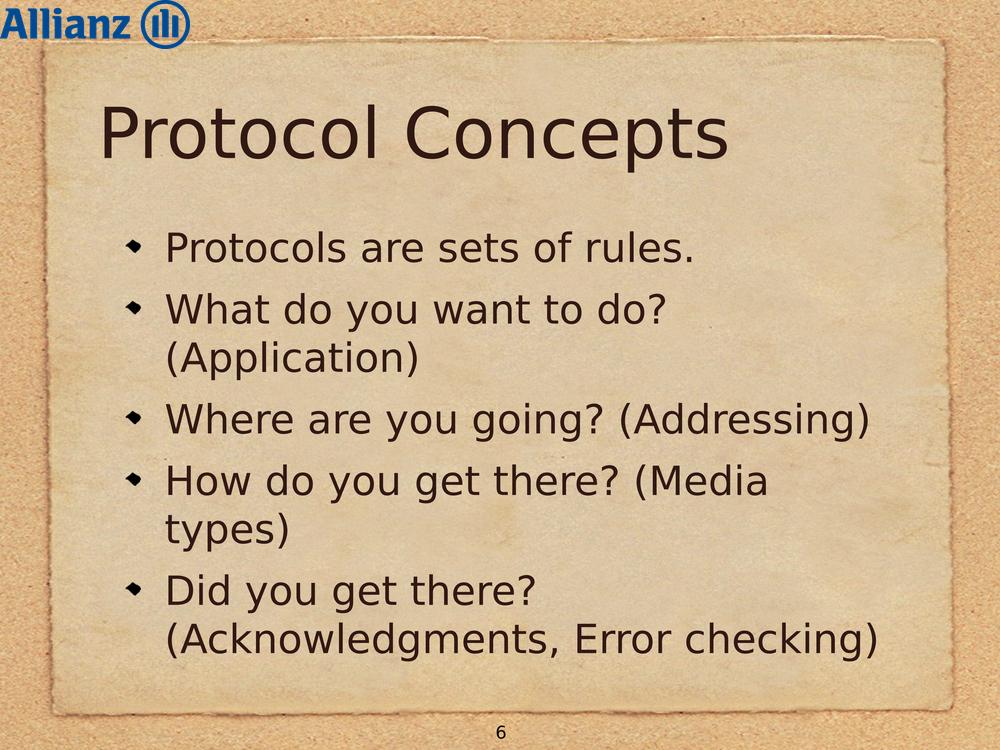 Allianz
Protocol Concepts
Protocols are sets of rules.
What do you want to do?
(Application)
Where are you going? (Addressing)
How do you get there? (Media
types)
Did you get there?
(Acknowledgments, Error checking)
6